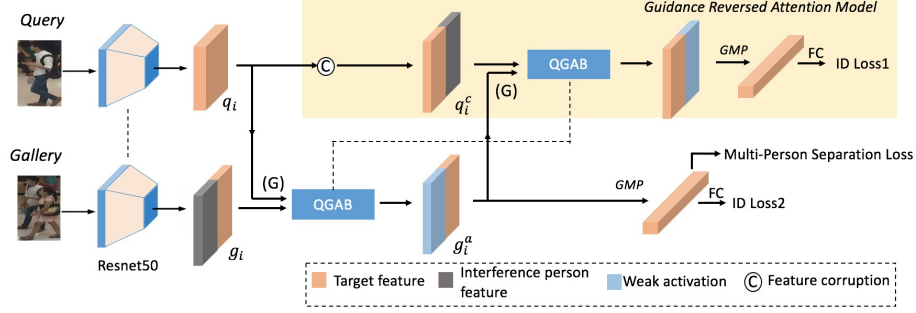 Query
Guidance Reversed Attention Model
C
QGAB
GMP
FC
ID Loss1
q_i
q_i^c
(G)
Gallery
(G)
QGAB
GMP
Multi-Person Separation Loss
FC
ID Loss2
g_i
g_i^a
Resnet50
Target feature
Interference person
feature
Weak activation
C Feature corruption